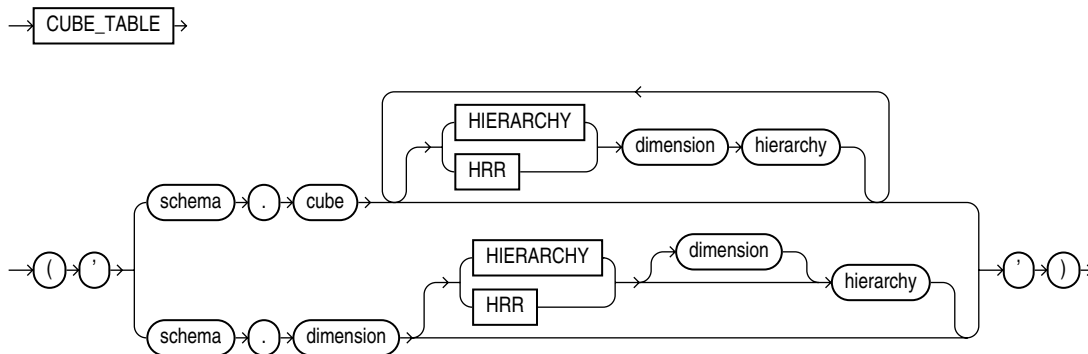 CUBE_TABLE
HIERARCHY
HRR
dimension hierarchy
schema . cube
( '
HIERARCHY
HRR
dimension
hierarchy
' )
schema . dimension